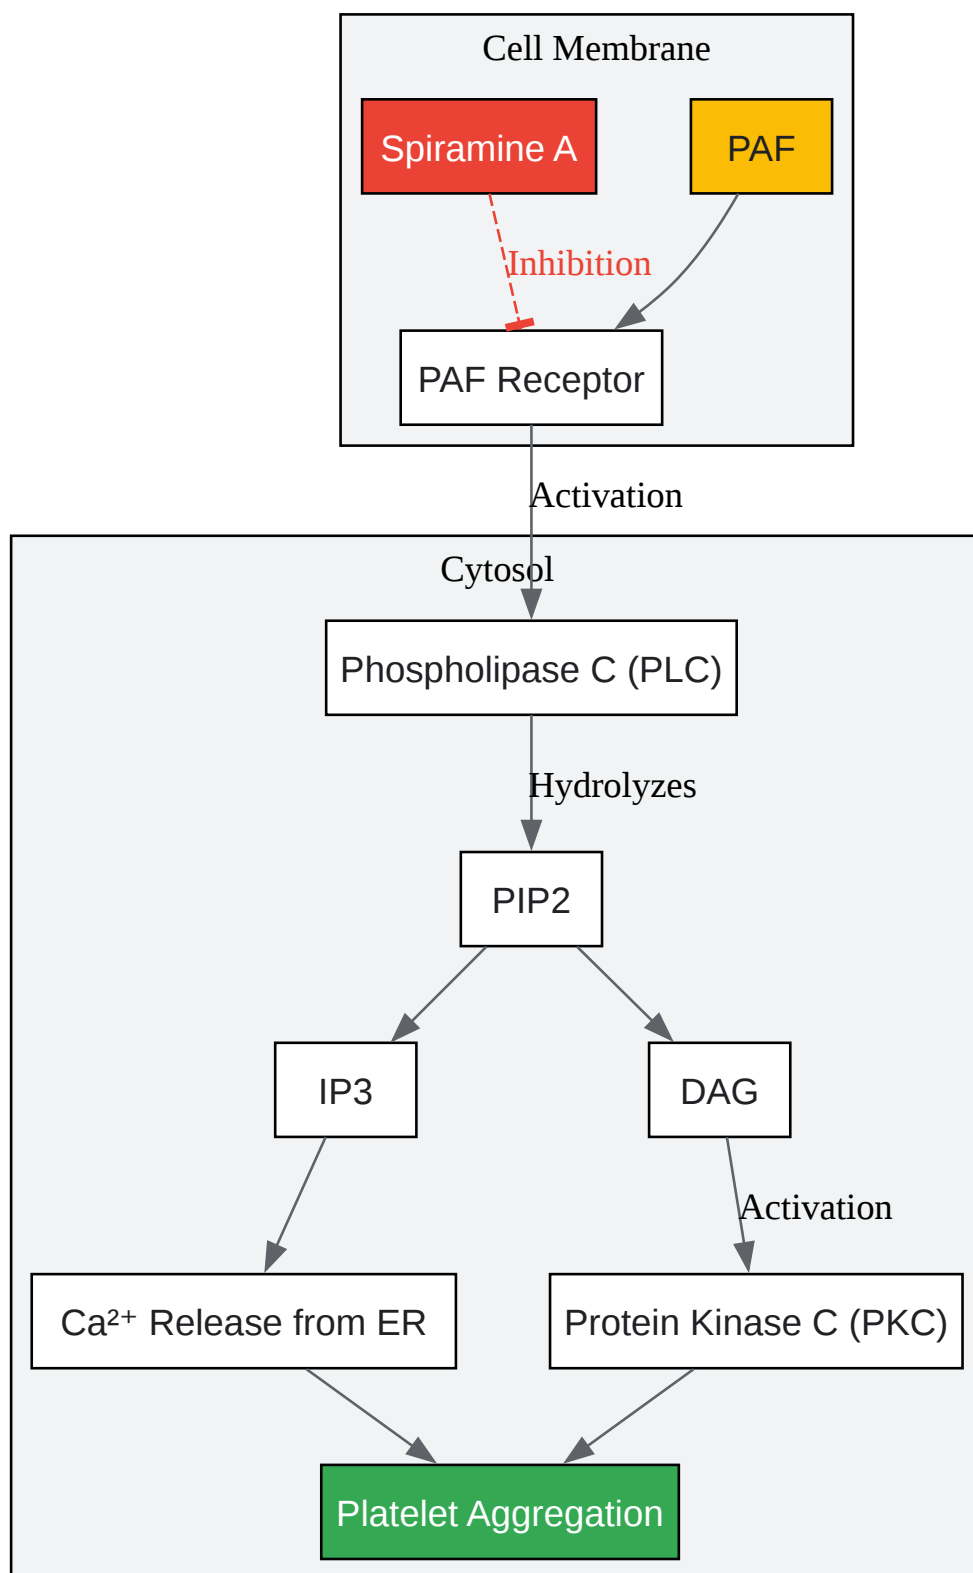 Cell Membrane
Spiramine A
PAF
Inhibition
PAF Receptor
Activation
Cytosol
Phospholipase C (PLC)
Hydrolyzes
PIP2
IP3
DAG
Activation
Ca²⁺ Release from ER
Protein Kinase C (PKC)
Platelet Aggregation